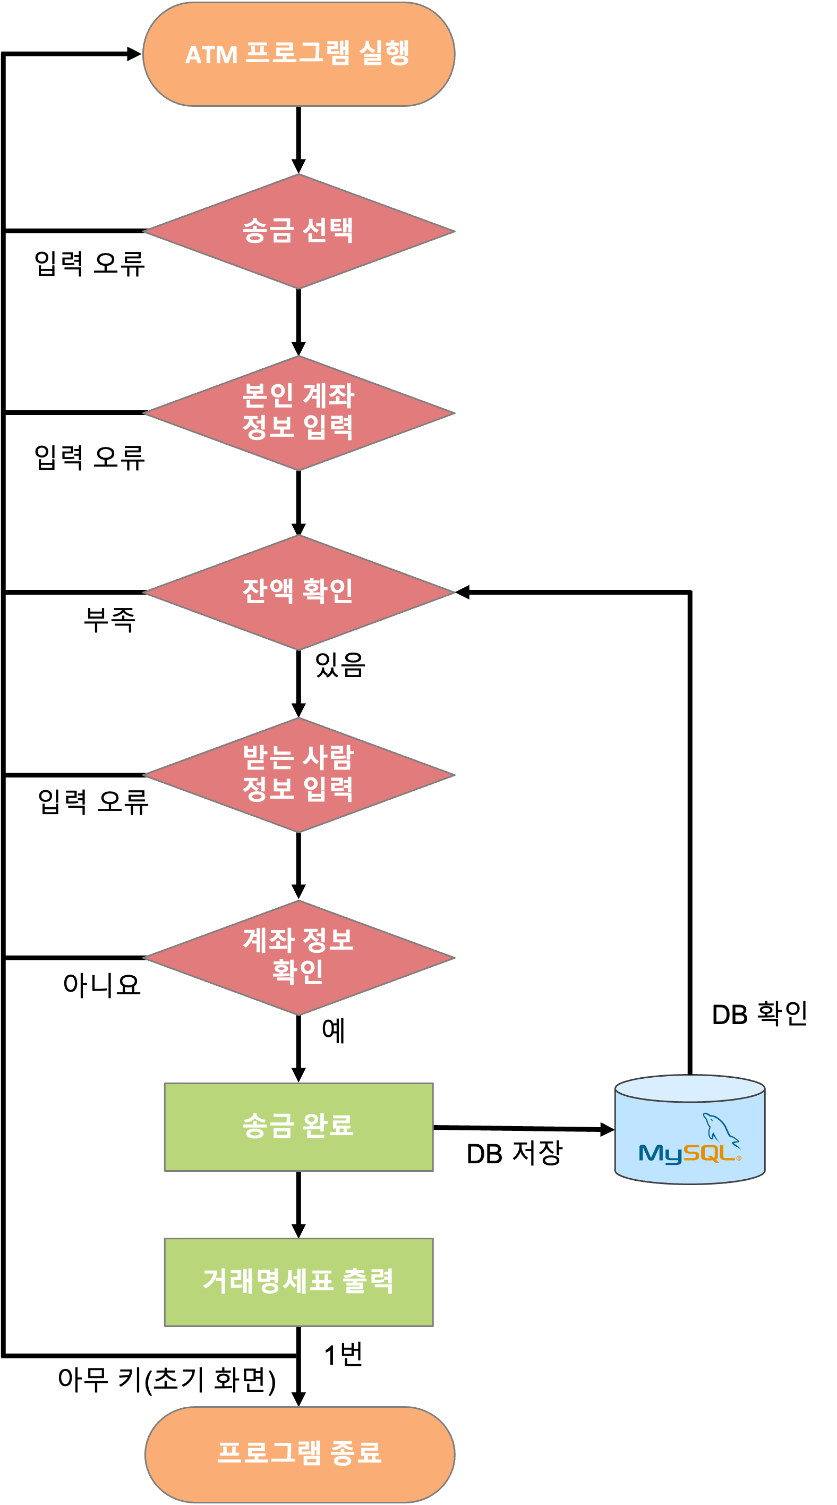 ATM 프로그램 실행
송금 선택
입력 오류
본인 계좌
정보 입력
입력 오류
잔액 확인
부족
있음
받는 사람
정보 입력
입력 오류
계좌 정보
확인
아니요
예
DB 확인
송금 완료
DB 저장
MySQL®
거래명세표 출력
1번
아무 키(초기 화면)
프로그램 종료